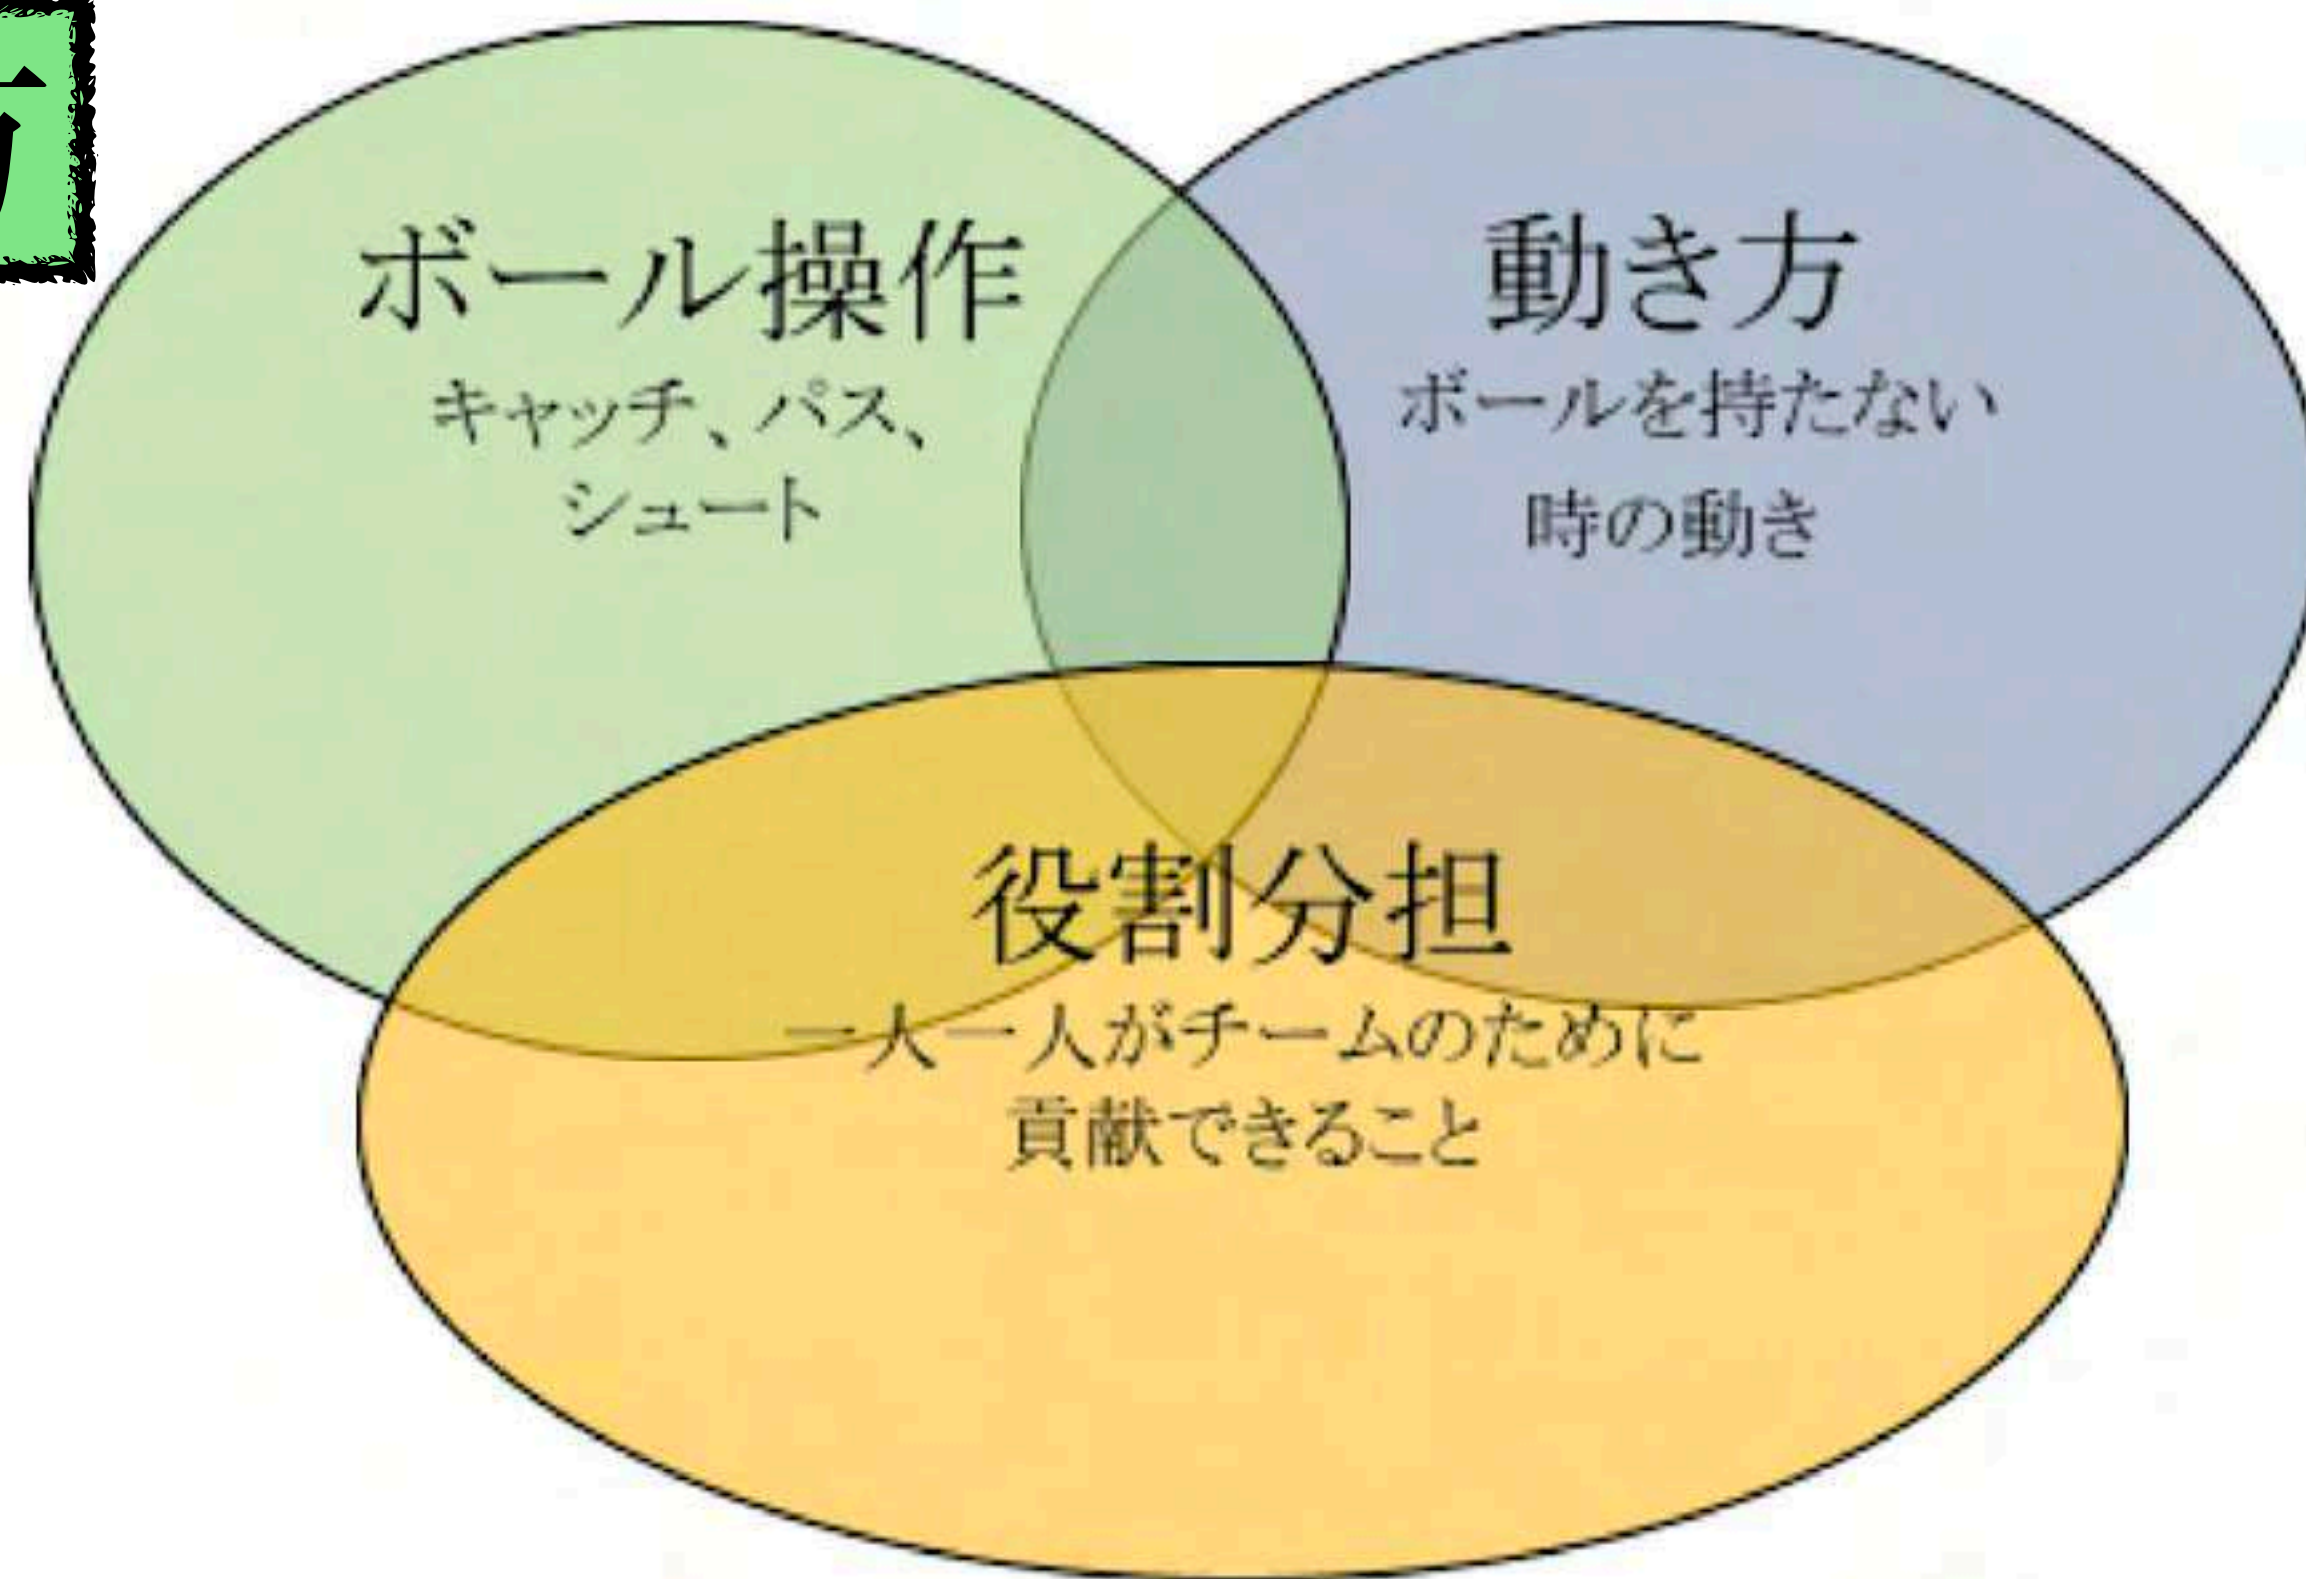 ボール操作
キャッチ、パス、
シュート
動き方
ボールを持たない
時の動き
役割分担
一人一人がチームのために
貢献できること